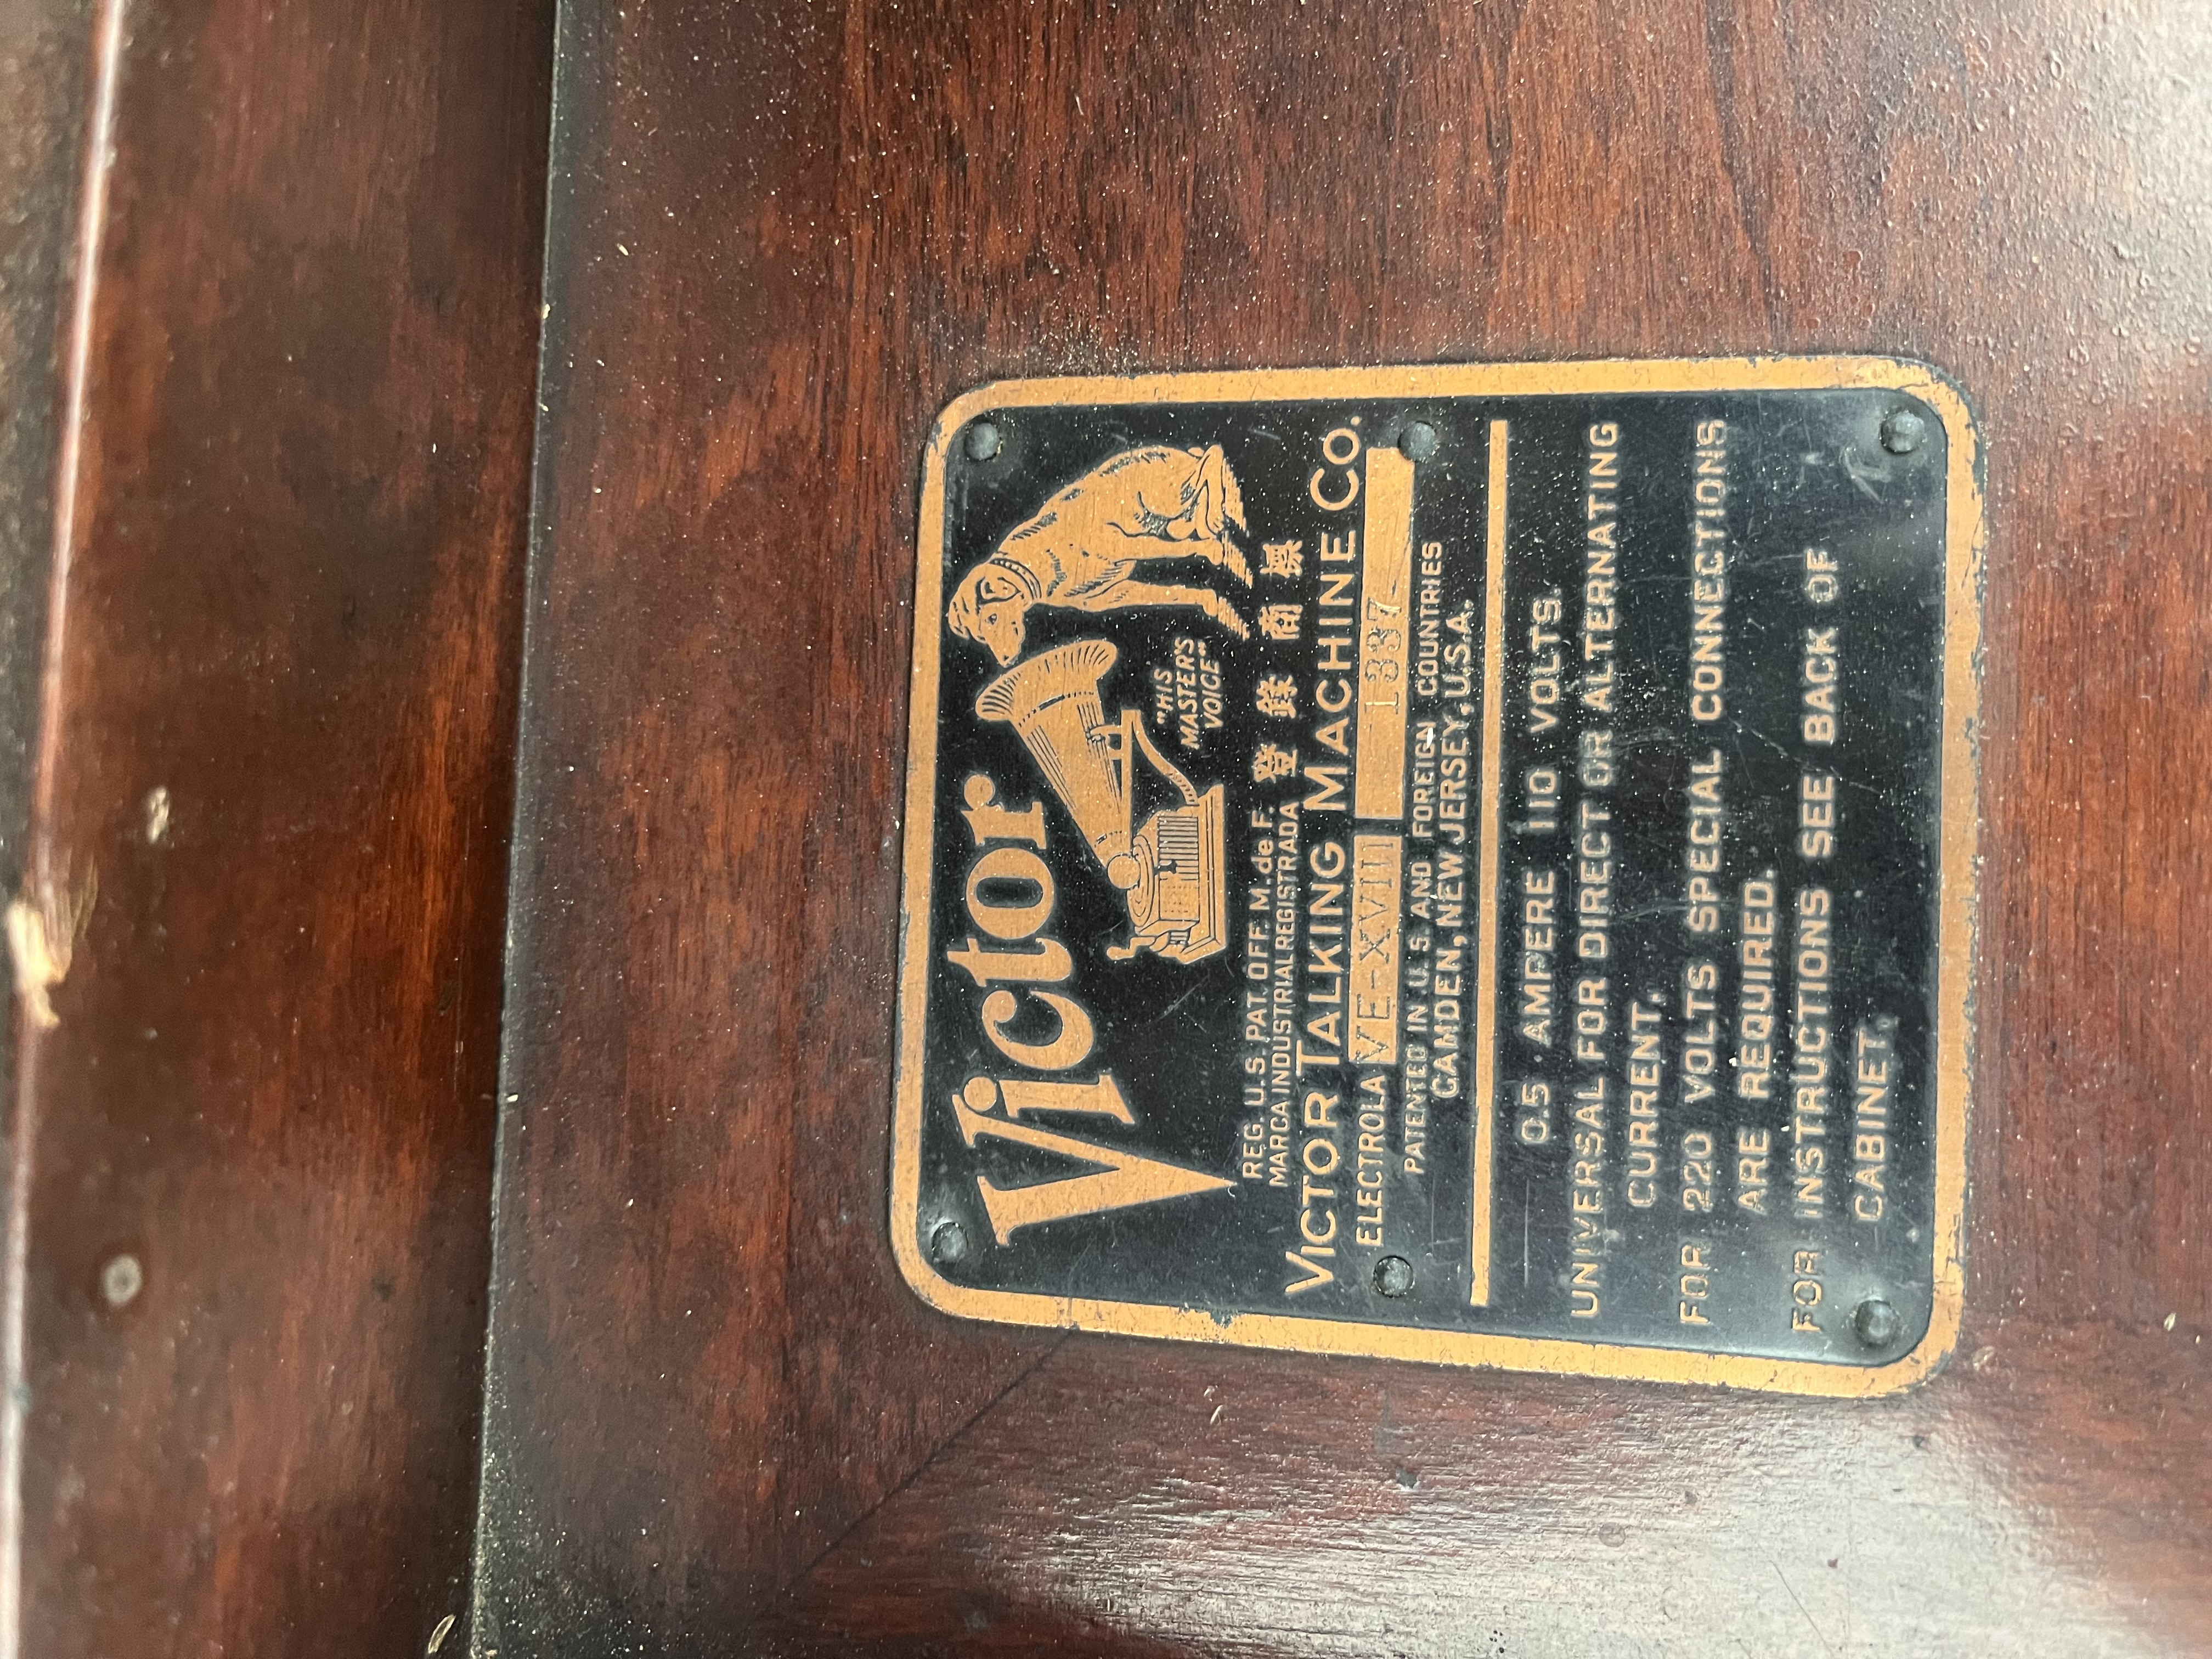 Victor
"HIS
MASTER'S
VOICE"
REG. U.S. PAT. OFF. M. de F.
MARCA INDUSTRIAL REGISTRADA 登錄商標
VICTOR TALKING MACHINE CO.
ELECTROLA VE-XVIII 1337
PATENTED IN U.S. AND FOREIGN COUNTRIES
CAMDEN, NEW JERSEY, U.S.A.
0.5 AMPERE 110 VOLTS.
UNIVERSAL FOR DIRECT OR ALTERNATING
CURRENT.
FOR 220 VOLTS SPECIAL CONNECTIONS
ARE REQUIRED.
FOR INSTRUCTIONS SEE BACK OF
CABINET.